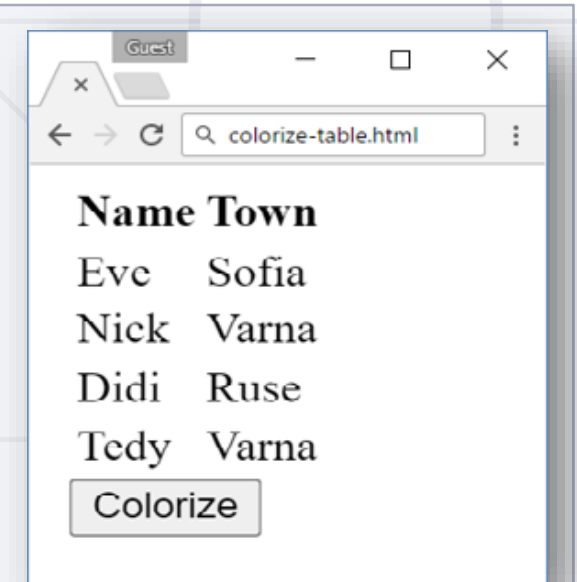 Guest
colorize-table.html
Name Town
Eve Sofia
Nick Varna
Didi Ruse
Tedy Varna
Colorize